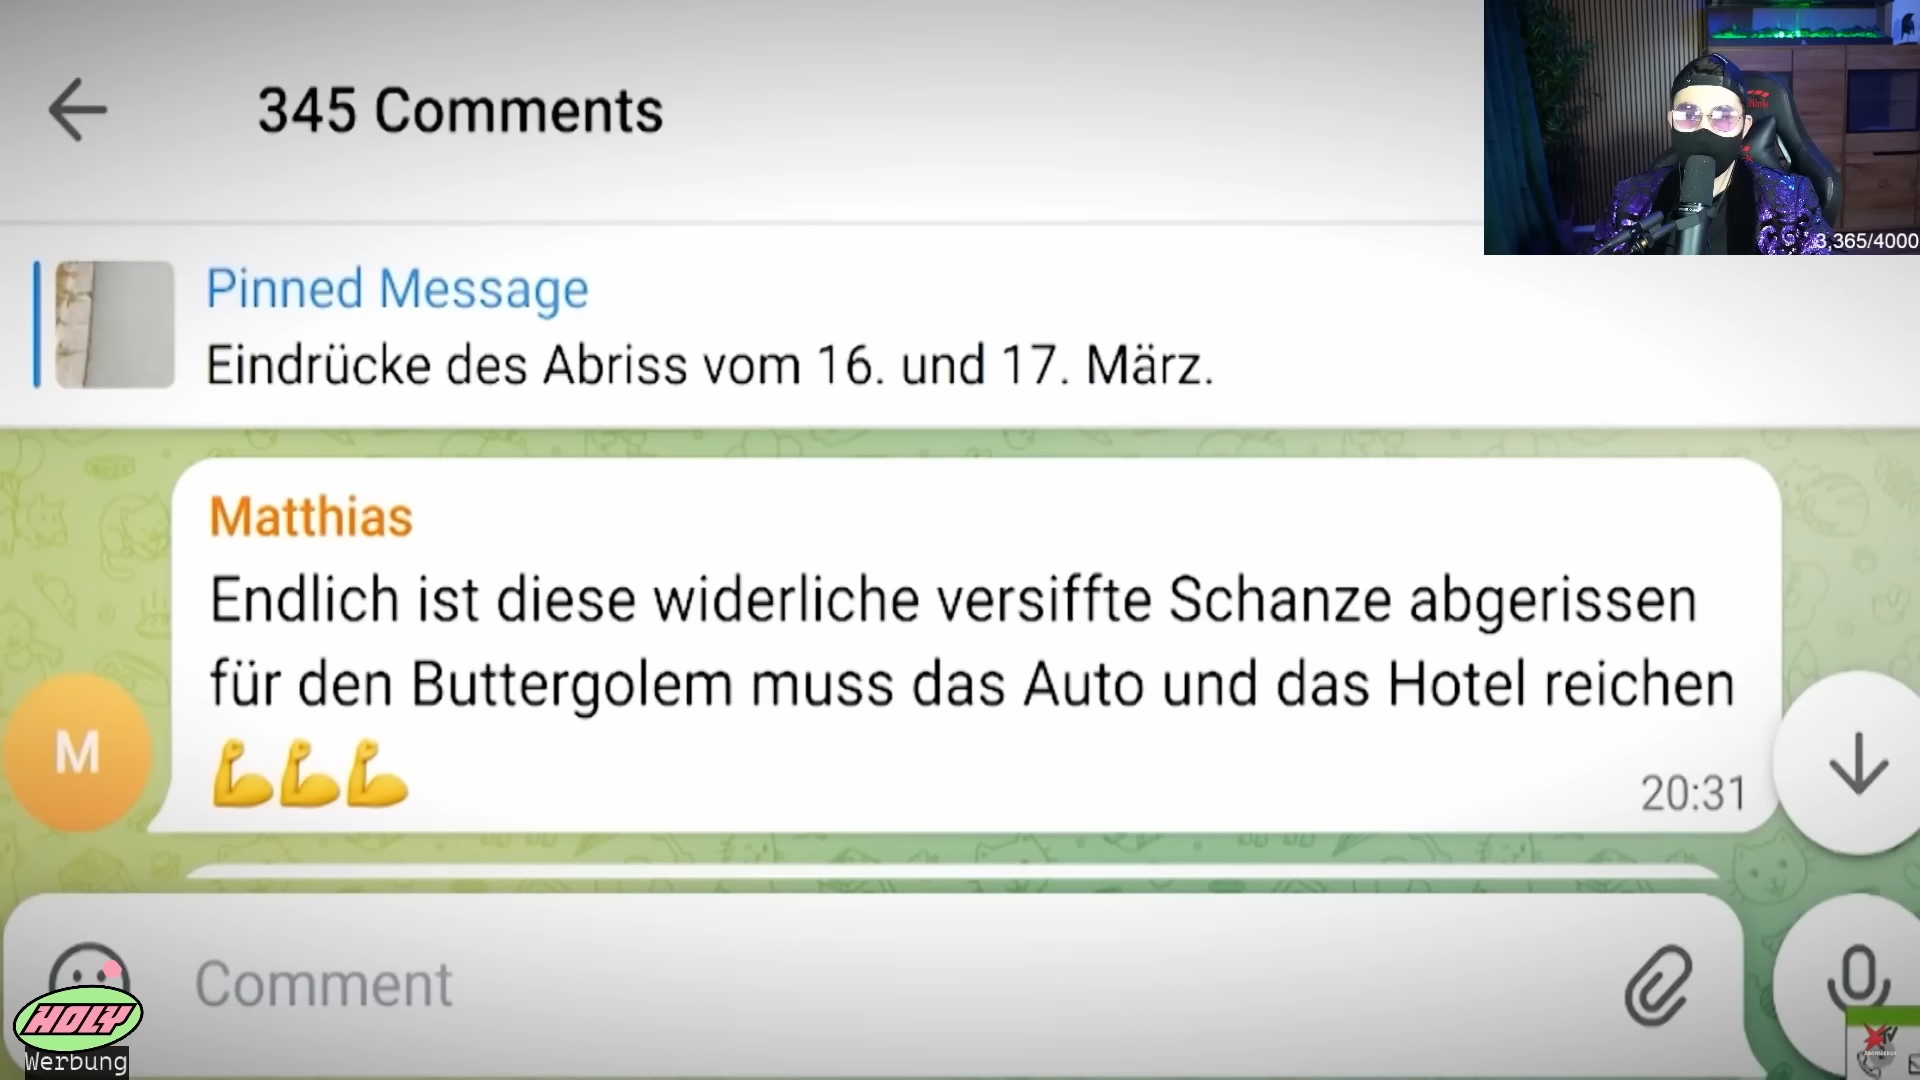 345 Comments
3,365/4000
Pinned Message
Eindrücke des Abriss vom 16. und 17. März.
Matthias
Endlich ist diese widerliche versiffte Schanze abgerissen
für den Buttergolem muss das Auto und das Hotel reichen
💪💪💪
20:31
M
Comment
HOLY
Werbung
TV